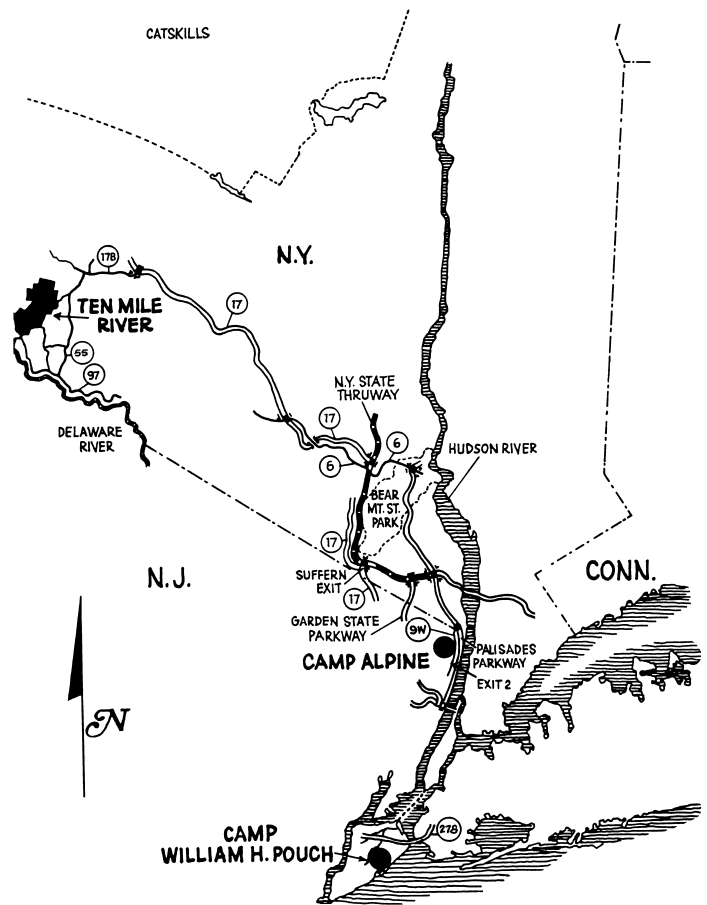 CATSKILLS
N.Y.
17B
TEN MILE
RIVER
17
55
97
N.Y. STATE
THRUWAY
DELAWARE
RIVER
17
6
6
HUDSON RIVER
BEAR
MT. ST.
PARK
17
SUFFERN
EXIT
17
N.J.
CONN.
GARDEN STATE
PARKWAY
9W
CAMP ALPINE
PALISADES
PARKWAY
EXIT 2
N
278
CAMP
WILLIAM H. POUCH